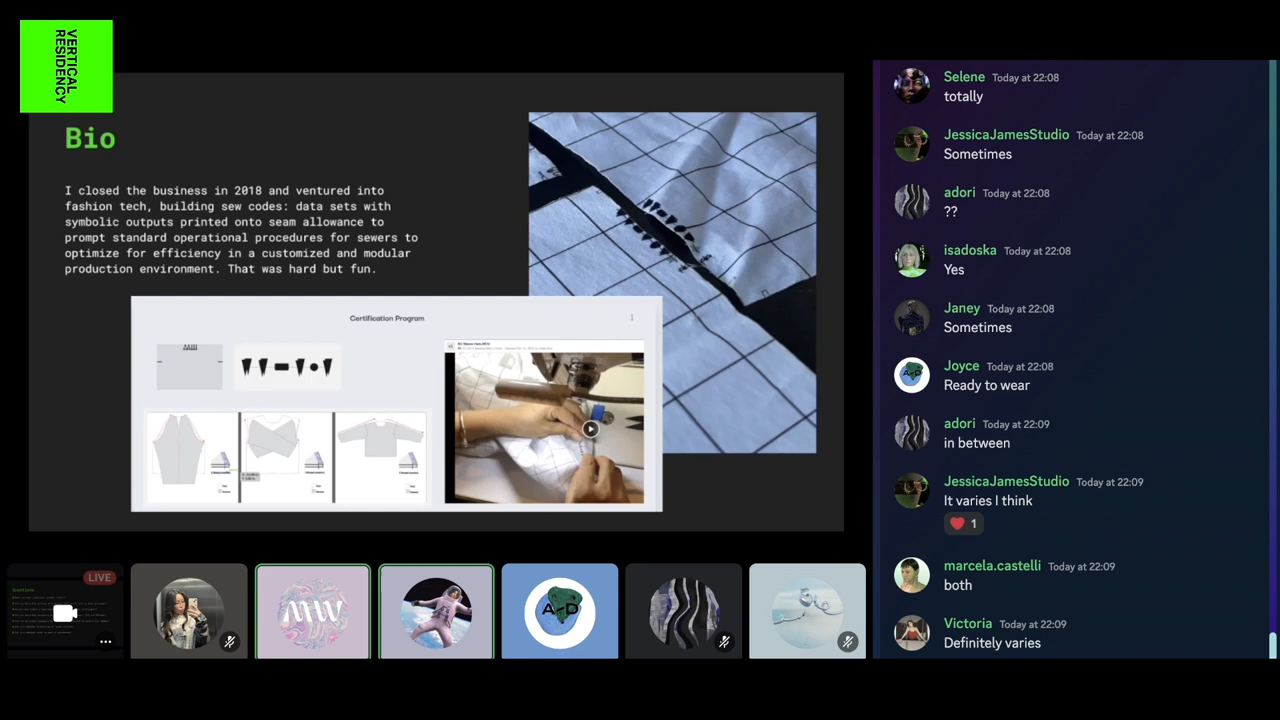 VERTICAL
RESIDENCY
Bio
I closed the business in 2018 and ventured into
fashion tech, building sew codes: data sets with
symbolic outputs printed onto seam allowance to
prompt standard operational procedures for sewers to
optimize for efficiency in a customized and modular
production environment. That was hard but fun.
Certification Program
LIVE
MW
A-D
Selene Today at 22:08
totally
JessicaJamesStudio Today at 22:08
Sometimes
adori Today at 22:08
??
isadoska Today at 22:08
Yes
Janey Today at 22:08
Sometimes
Joyce Today at 22:08
Ready to wear
adori Today at 22:09
in between
JessicaJamesStudio Today at 22:09
It varies I think
1
marcela.castelli Today at 22:09
both
Victoria Today at 22:09
Definitely varies